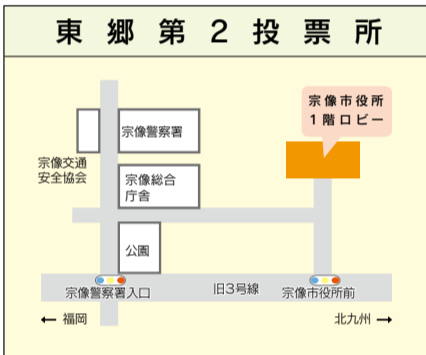 東郷第2投票所
宗像市役所
1階ロビー
宗像警察署
宗像交通
安全協会
宗像総合
庁舎
公園
宗像警察署入口
旧3号線
宗像市役所前
← 福岡
北九州 →